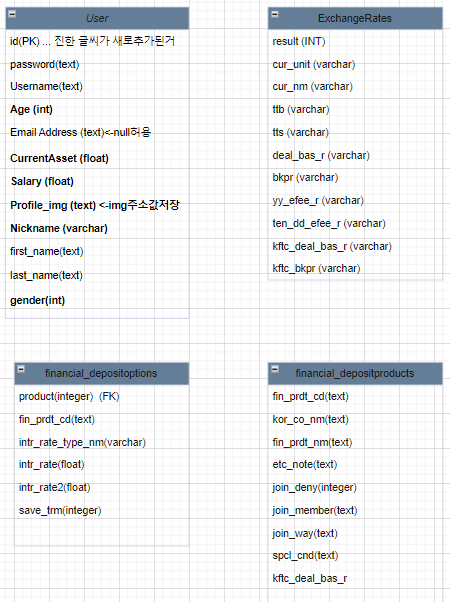 User
id(PK) ... 진한 글씨가 새로추가된거
password(text)
Username(text)
Age (int)
Email Address (text)<-null허용
CurrentAsset (float)
Salary (float)
Profile_img (text) <-img주소값저장
Nickname (varchar)
first_name(text)
last_name(text)
gender(int)
ExchangeRates
result (INT)
cur_unit (varchar)
cur_nm (varchar)
ttb (varchar)
tts (varchar)
deal_bas_r (varchar)
bkpr (varchar)
yy_efee_r (varchar)
ten_dd_efee_r (varchar)
kftc_deal_bas_r (varchar)
kftc_bkpr (varchar)
financial_depositoptions
product(integer) (FK)
fin_prdt_cd(text)
intr_rate_type_nm(varchar)
intr_rate(float)
intr_rate2(float)
save_trm(integer)
financial_depositproducts
fin_prdt_cd(text)
kor_co_nm(text)
fin_prdt_nm(text)
etc_note(text)
join_deny(integer)
join_member(text)
join_way(text)
spcl_cnd(text)
kftc_deal_bas_r